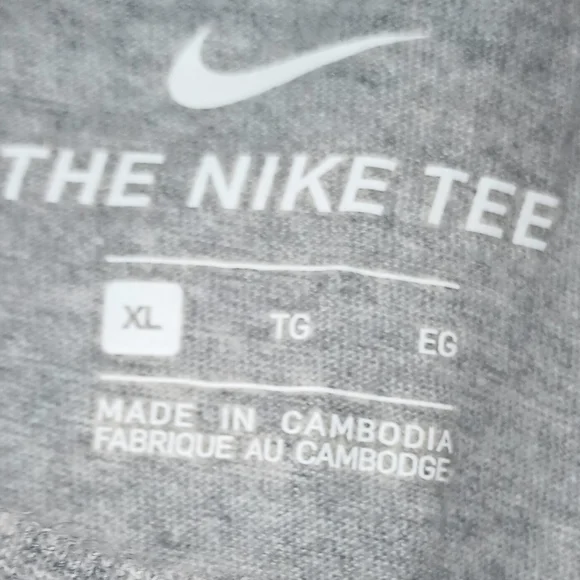 THE NIKE TEE
XL TG EG
MADE IN CAMBODIA
FABRIQUE AU CAMBODGE